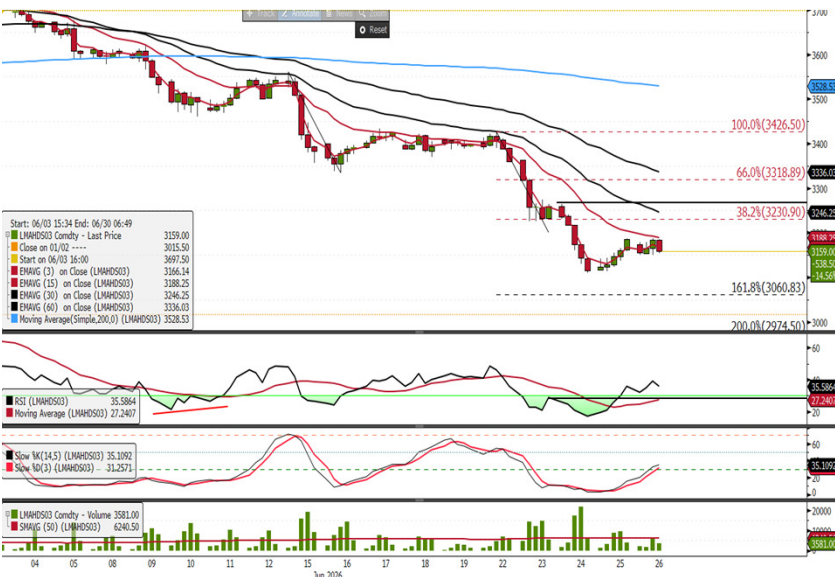 Track
Annotate
News
Zoom
Reset
3700
3600
3500
3400
3300
3000
3528.53
3336.03
3246.25
3188.25
3159.00
-538.50
-14.56%
100.0%(3426.50)
66.0%(3318.89)
38.2%(3230.90)
161.8%(3060.83)
200.0%(2974.50)
Start: 06/03 15:34 End: 06/30 06:49
LMAHDS03 Comdty - Last Price 3159.00
Close on 01/02 ---- 3015.50
Start on 06/03 16:00 3697.50
EMAVG (3) on Close (LMAHDS03) 3166.14
EMAVG (15) on Close (LMAHDS03) 3188.25
EMAVG (30) on Close (LMAHDS03) 3246.25
EMAVG (60) on Close (LMAHDS03) 3336.03
Moving Average(Simple,200,0) (LMAHDS03) 3528.53
60
35.5864
27.2407
20
RSI (LMAHDS03) 35.5864
Moving Average (LMAHDS03) 27.2407
60
35.1092
Slow %K(14,5) (LMAHDS03) 35.1092
Slow %D(3) (LMAHDS03) 31.2571
LMAHDS03 Comdty - Volume 3581.00
SMAVG (50) (LMAHDS03) 6240.50
20000
10000
3581.00
04 05 08 09 10 11 12 15 16 17 18 19 22 23 24 25 26
Jun 2026